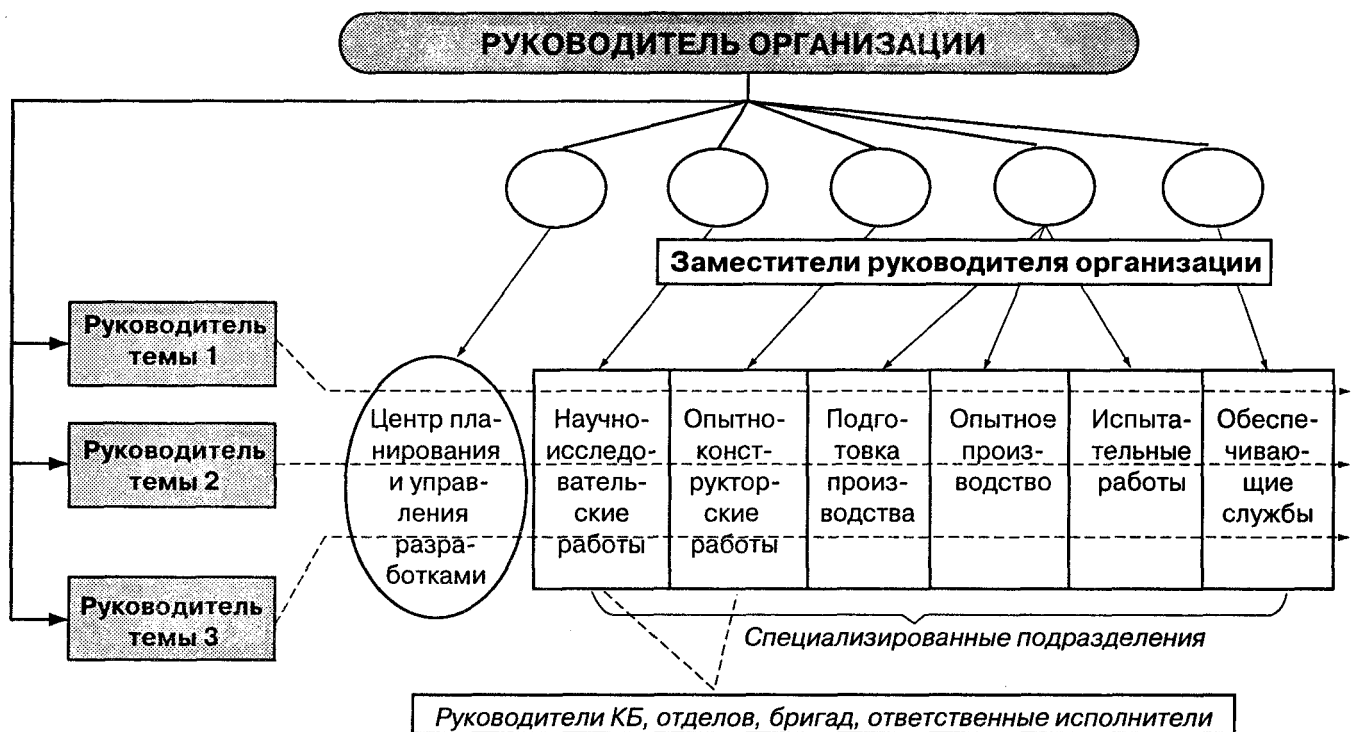 РУКОВОДИТЕЛЬ ОРГАНИЗАЦИИ
Заместители руководителя организации
Руководитель
темы 1
Руководитель
темы 2
Руководитель
темы 3
Центр пла-
нирования
и управ-
ления
разра-
ботками
Научно-
исследо-
ватель-
ские
работы
Опытно-
конст-
руктор-
ские
работы
Подго-
товка
произ-
водства
Опытное
произ-
водство
Испыта-
тельные
работы
Обеспе-
чиваю-
щие
службы
Специализированные подразделения
Руководители КБ, отделов, бригад, ответственные исполнители